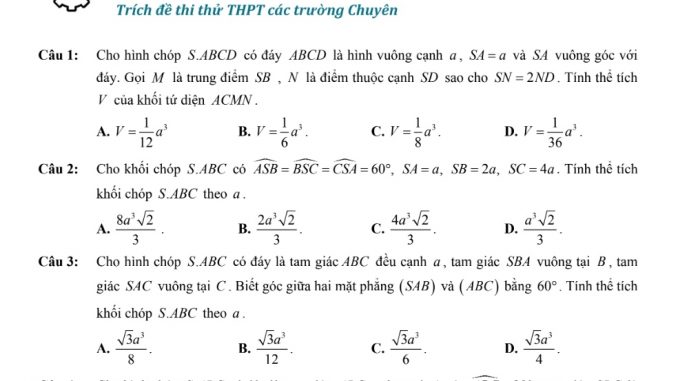 Trích đề thi thử THPT các trường Chuyên
Câu 1: Cho hình chóp S.ABCD có đáy ABCD là hình vuông cạnh a, SA = a và SA vuông góc với
đáy. Gọi M là trung điểm SB , N là điểm thuộc cạnh SD sao cho SN = 2ND. Tính thể tích
V của khối tứ diện ACMN.
A. V = \frac{1}{12}a^3 B. V = \frac{1}{6}a^3. C. V = \frac{1}{8}a^3. D. V = \frac{1}{36}a^3.
Câu 2: Cho khối chóp S.ABC có \widehat{ASB} = \widehat{BSC} = \widehat{CSA} = 60°, SA = a, SB = 2a, SC = 4a. Tính thể tích
khối chóp S.ABC theo a.
A. \frac{8a^3\sqrt{2}}{3}. B. \frac{2a^3\sqrt{2}}{3}. C. \frac{4a^3\sqrt{2}}{3}. D. \frac{a^3\sqrt{2}}{3}.
Câu 3: Cho hình chóp S.ABC có đáy là tam giác ABC đều cạnh a, tam giác SBA vuông tại B, tam
giác SAC vuông tại C. Biết góc giữa hai mặt phẳng (SAB) và (ABC) bằng 60°. Tính thể tích
khối chóp S.ABC theo a.
A. \frac{\sqrt{3}a^3}{8}. B. \frac{\sqrt{3}a^3}{12}. C. \frac{\sqrt{3}a^3}{6}. D. \frac{\sqrt{3}a^3}{4}.